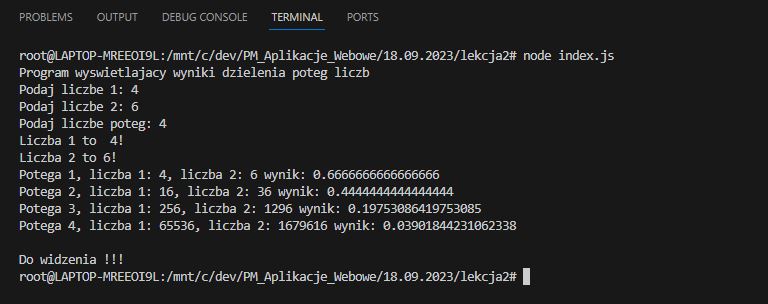 PROBLEMS OUTPUT DEBUG CONSOLE TERMINAL PORTS
root@LAPTOP-MREEOI9L:/mnt/c/dev/PM_Aplikacje_Webowe/18.09.2023/lekcja2# node index.js
Program wyswietlajacy wyniki dzielenia poteg liczb
Podaj liczbe 1: 4
Podaj liczbe 2: 6
Podaj liczbe poteg: 4
Liczba 1 to  4!
Liczba 2 to 6!
Potega 1, liczba 1: 4, liczba 2: 6 wynik: 0.6666666666666666
Potega 2, liczba 1: 16, liczba 2: 36 wynik: 0.4444444444444444
Potega 3, liczba 1: 256, liczba 2: 1296 wynik: 0.19753086419753085
Potega 4, liczba 1: 65536, liczba 2: 1679616 wynik: 0.03901844231062338
Do widzenia !!!
root@LAPTOP-MREEOI9L:/mnt/c/dev/PM_Aplikacje_Webowe/18.09.2023/lekcja2#